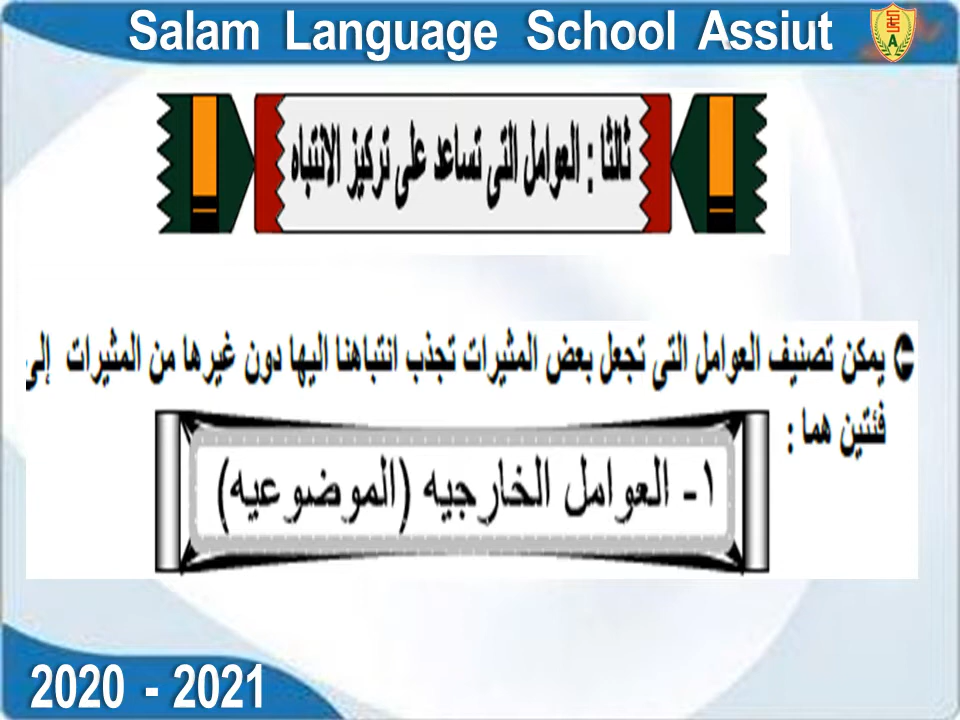 Salam Language School Assiut
ثالثا : العوامل التى تساعد على تركيز الانتباه
يمكن تصنيف العوامل التى تجعل بعض المثيرات تجذب انتباهنا اليها دون غيرها من المثيرات إلى
فئتين هما :
١- العوامل الخارجيه (الموضوعيه)
2020 - 2021